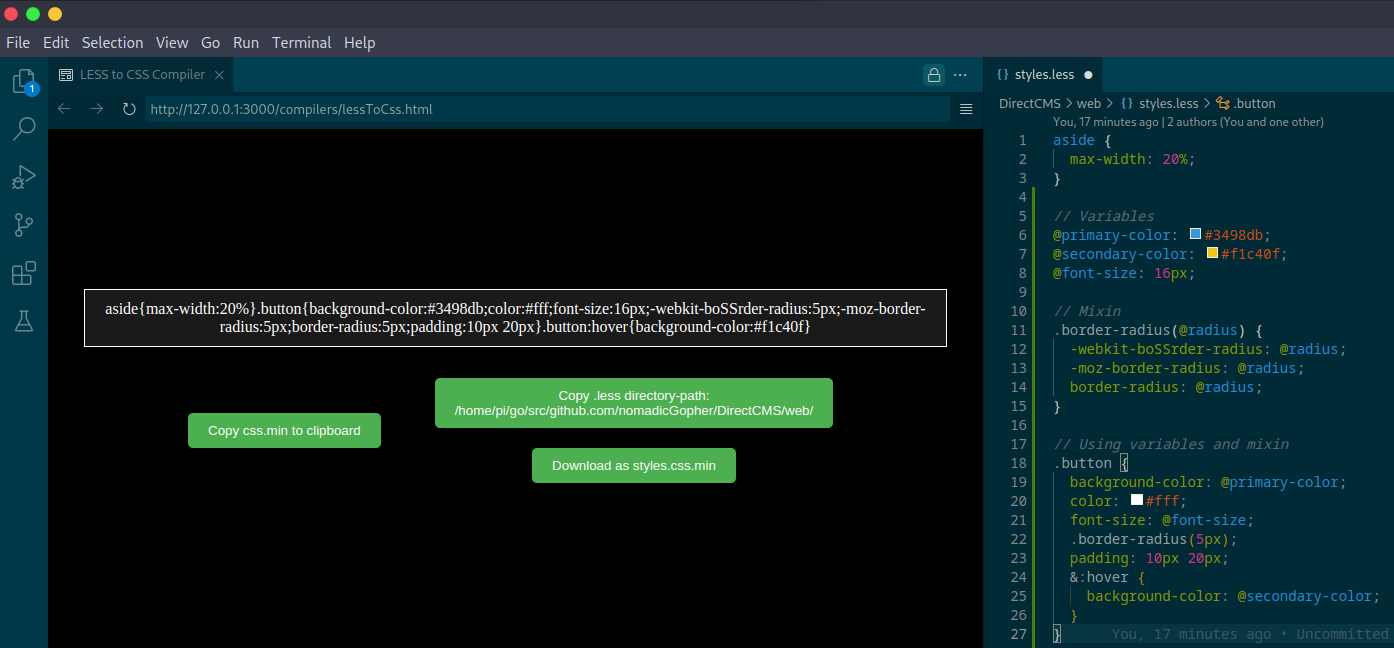 File Edit Selection View Go Run Terminal Help
1
LESS to CSS Compiler
http://127.0.0.1:3000/compilers/lessToCss.html
aside{max-width:20%}.button{background-color:#3498db;color:#fff;font-size:16px;-webkit-boSSrder-radius:5px;-moz-border-
radius:5px;border-radius:5px;padding:10px 20px}.button:hover{background-color:#f1c40f}
Copy css.min to clipboard
Copy .less directory-path:
/home/pi/go/src/github.com/nomadicGopher/DirectCMS/web/
Download as styles.css.min
{} styles.less
DirectCMS > web > {} styles.less > .button
You, 17 minutes ago | 2 authors (You and one other)
1 aside {
2 max-width: 20%;
3 }
4
5 // Variables
6 @primary-color: #3498db;
7 @secondary-color: #f1c40f;
8 @font-size: 16px;
9
10 // Mixin
11 .border-radius(@radius) {
12 -webkit-boSSrder-radius: @radius;
13 -moz-border-radius: @radius;
14 border-radius: @radius;
15 }
16
17 // Using variables and mixin
18 .button {
19 background-color: @primary-color;
20 color: #fff;
21 font-size: @font-size;
22 .border-radius(5px);
23 padding: 10px 20px;
24 &:hover {
25 background-color: @secondary-color;
26 }
27 } You, 17 minutes ago • Uncommitted